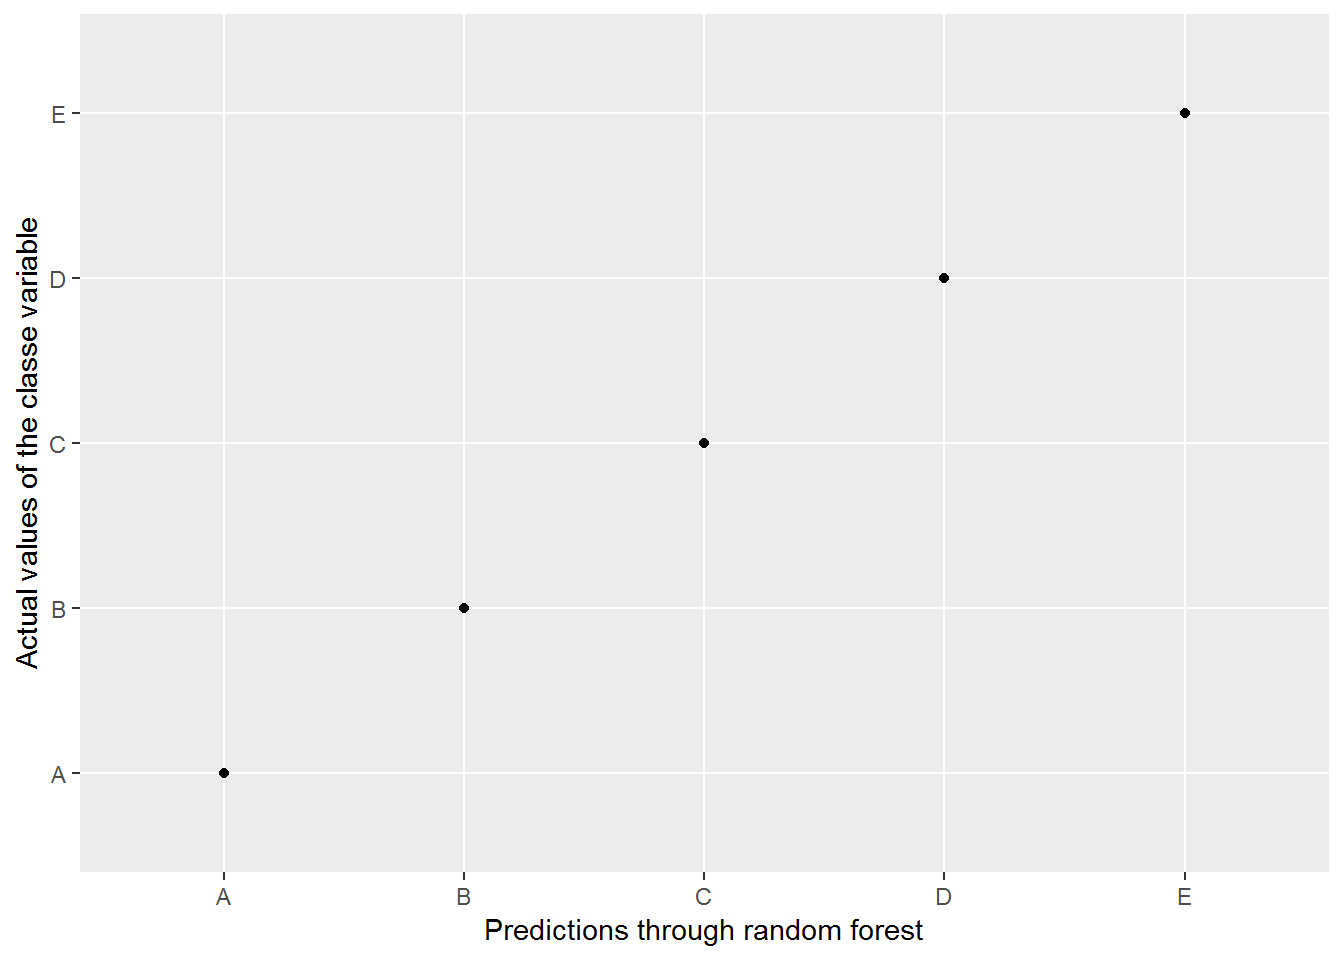 Actual values of the classe variable
E
D
C
B
A
A B C D E
Predictions through random forest